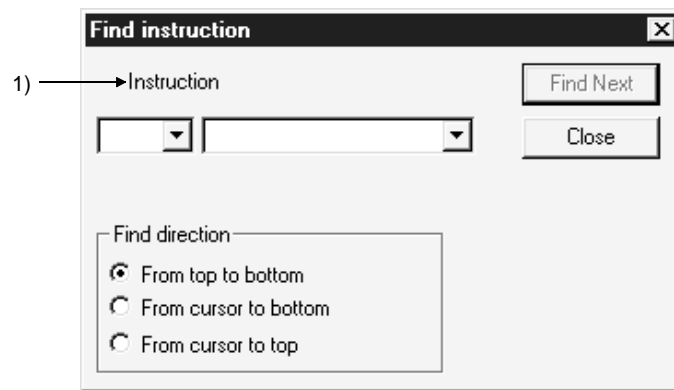 Find instruction
1) Instruction
Find Next
Close
Find direction
From top to bottom
From cursor to bottom
From cursor to top